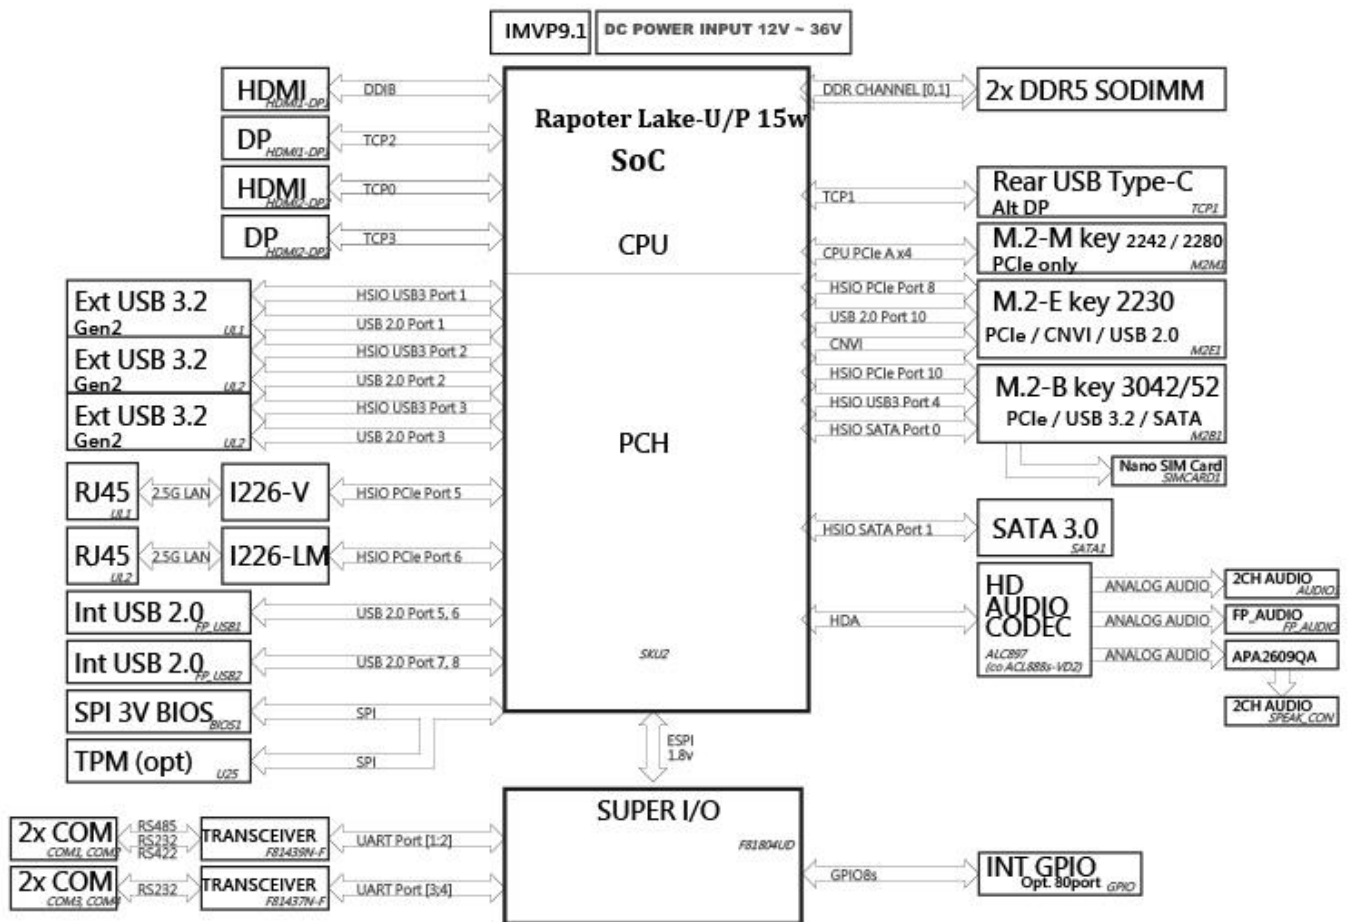 IMVP9.1
DC POWER INPUT 12V ~ 36V
HDMI
HDMI1-DP1
DDIB
DP
HDMI1-DP1
TCP2
HDMI
HDMI2-DP2
TCP0
DP
HDMI2-DP2
TCP3
Rapoter Lake-U/P 15w
SoC
CPU
PCH
SKU2
DDR CHANNEL [0,1]
2x DDR5 SODIMM
TCP1
Rear USB Type-C
Alt DP
TCP1
CPU PCIe A x4
M.2-M key 2242 / 2280
PCIe only
M2M1
HSIO PCIe Port 8
USB 2.0 Port 10
CNVI
M.2-E key 2230
PCIe / CNVI / USB 2.0
M2E1
HSIO PCIe Port 10
HSIO USB3 Port 4
HSIO SATA Port 0
M.2-B key 3042/52
PCIe / USB 3.2 / SATA
M2B1
Nano SIM Card
SIMCARD1
HSIO SATA Port 1
SATA 3.0
SATA1
HDA
HD
AUDIO
CODEC
ALC897
(co ACL888s-VD2)
ANALOG AUDIO
2CH AUDIO
AUDIO1
ANALOG AUDIO
FP_AUDIO
FP_AUDIO
ANALOG AUDIO
APA2609QA
2CH AUDIO
SPEAK_CON
Ext USB 3.2
Gen2
UL1
HSIO USB3 Port 1
USB 2.0 Port 1
Ext USB 3.2
Gen2
UL2
HSIO USB3 Port 2
USB 2.0 Port 2
Ext USB 3.2
Gen2
UL2
HSIO USB3 Port 3
USB 2.0 Port 3
RJ45
UL1
2.5G LAN
I226-V
HSIO PCIe Port 5
RJ45
UL2
2.5G LAN
I226-LM
HSIO PCIe Port 6
Int USB 2.0
FP_USB1
USB 2.0 Port 5, 6
Int USB 2.0
FP_USB2
USB 2.0 Port 7, 8
SPI 3V BIOS
BIOS1
SPI
TPM (opt)
U25
SPI
ESPI
1.8v
SUPER I/O
F81804UD
2x COM
COM1, COM2
RS485
RS232
RS422
TRANSCEIVER
F81439N-F
UART Port [1:2]
2x COM
COM3, COM4
RS232
TRANSCEIVER
F81437N-F
UART Port [3;4]
GPIO8s
INT GPIO
Opt. 80port
GPIO